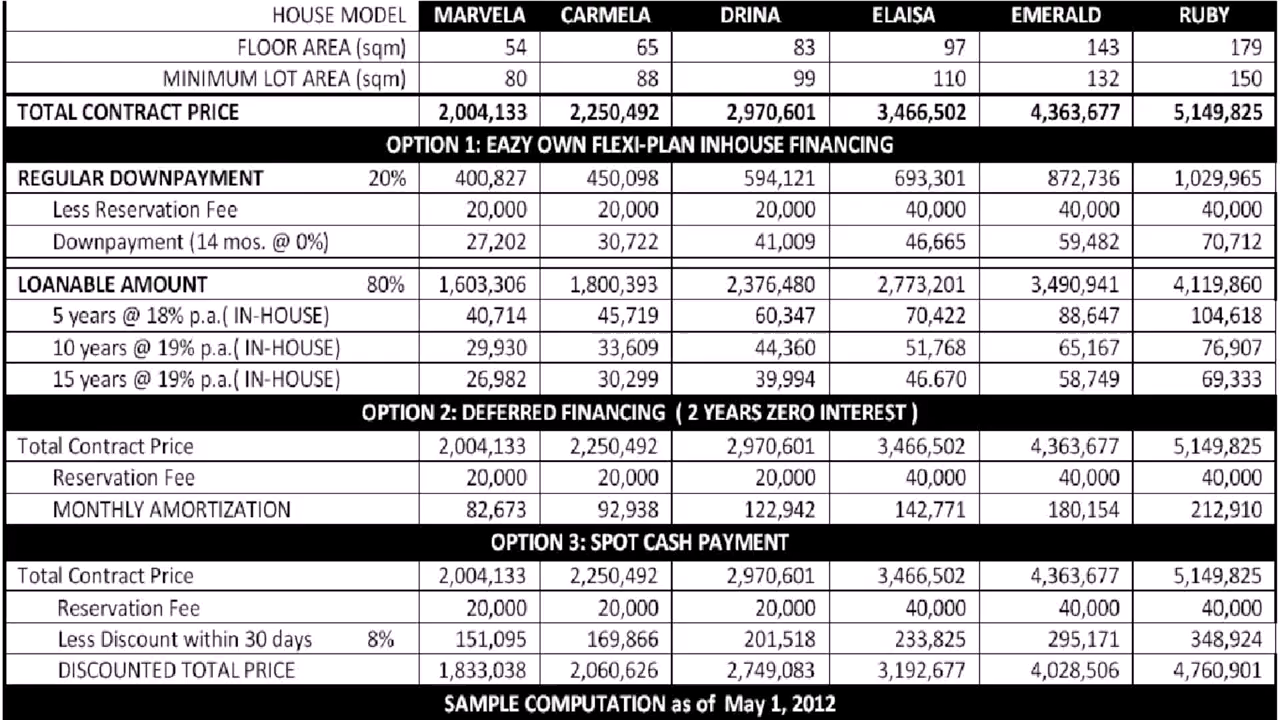 HOUSE MODEL MARVELA CARMELA DRINA ELAISA EMERALD RUBY
FLOOR AREA (sqm) 54 65 83 97 143 179
MINIMUM LOT AREA (sqm) 80 88 99 110 132 150
TOTAL CONTRACT PRICE 2,004,133 2,250,492 2,970,601 3,466,502 4,363,677 5,149,825
OPTION 1: EAZY OWN FLEXI-PLAN INHOUSE FINANCING
REGULAR DOWNPAYMENT 20% 400,827 450,098 594,121 693,301 872,736 1,029,965
Less Reservation Fee 20,000 20,000 20,000 40,000 40,000 40,000
Downpayment (14 mos. @ 0%) 27,202 30,722 41,009 46,665 59,482 70,712
LOANABLE AMOUNT 80% 1,603,306 1,800,393 2,376,480 2,773,201 3,490,941 4,119,860
5 years @ 18% p.a.( IN-HOUSE) 40,714 45,719 60,347 70,422 88,647 104,618
10 years @ 19% p.a.( IN-HOUSE) 29,930 33,609 44,360 51,768 65,167 76,907
15 years @ 19% p.a.( IN-HOUSE) 26,982 30,299 39,994 46.670 58,749 69,333
OPTION 2: DEFERRED FINANCING ( 2 YEARS ZERO INTEREST )
Total Contract Price 2,004,133 2,250,492 2,970,601 3,466,502 4,363,677 5,149,825
Reservation Fee 20,000 20,000 20,000 40,000 40,000 40,000
MONTHLY AMORTIZATION 82,673 92,938 122,942 142,771 180,154 212,910
OPTION 3: SPOT CASH PAYMENT
Total Contract Price 2,004,133 2,250,492 2,970,601 3,466,502 4,363,677 5,149,825
Reservation Fee 20,000 20,000 20,000 40,000 40,000 40,000
Less Discount within 30 days 8% 151,095 169,866 201,518 233,825 295,171 348,924
DISCOUNTED TOTAL PRICE 1,833,038 2,060,626 2,749,083 3,192,677 4,028,506 4,760,901
SAMPLE COMPUTATION as of May 1, 2012